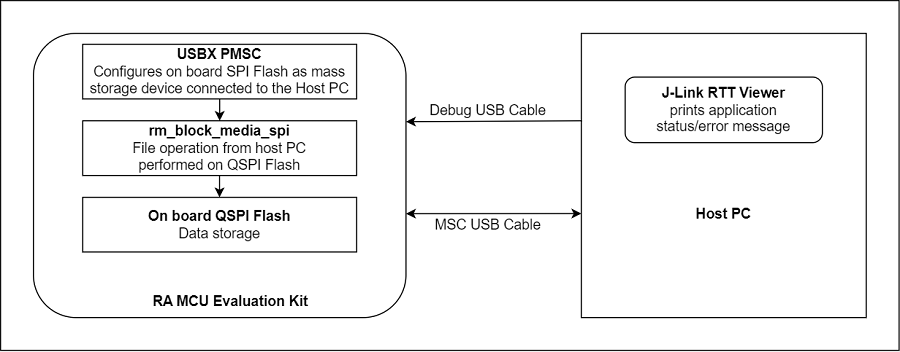 USBX PMSC
Configures on board SPI Flash as mass
storage device connected to the Host PC
rm_block_media_spi
File operation from host PC
performed on QSPI Flash
On board QSPI Flash
Data storage
RA MCU Evaluation Kit
Debug USB Cable
MSC USB Cable
J-Link RTT Viewer
prints application
status/error message
Host PC